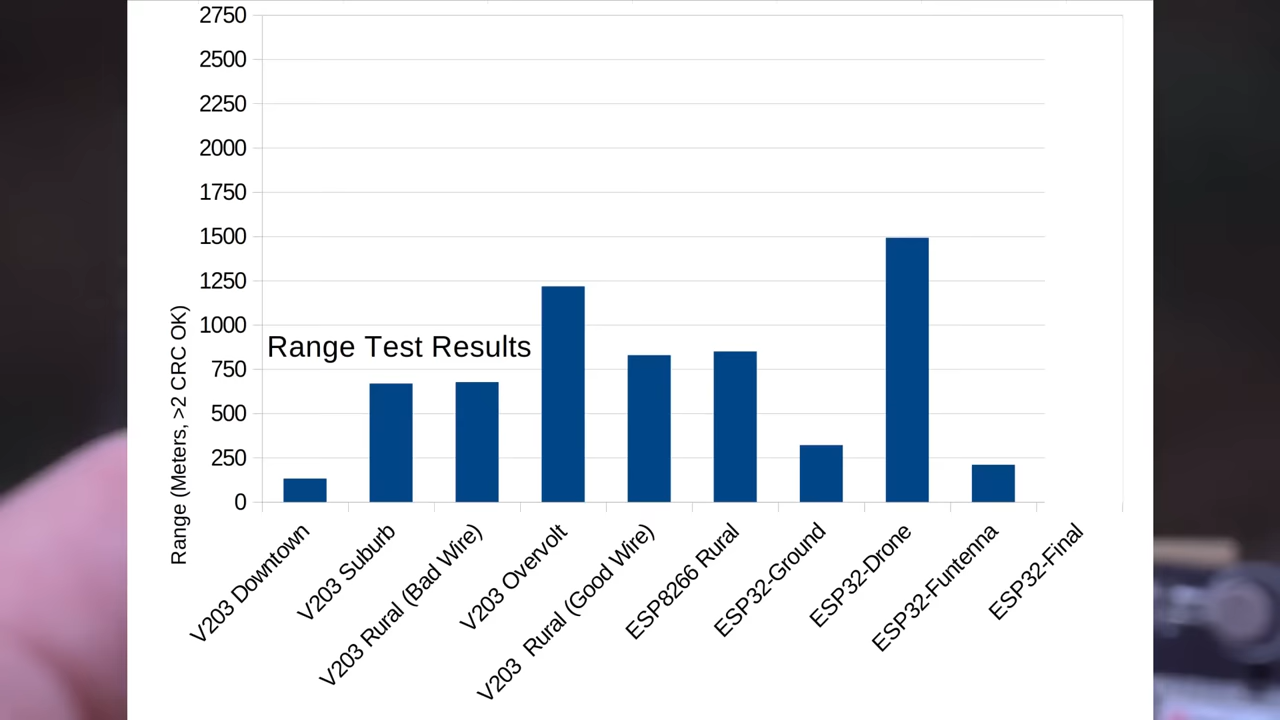 2750
2500
2250
2000
1750
1500
1250
1000
750
500
250
0
Range (Meters, >2 CRC OK)
Range Test Results
V203 Downtown
V203 Suburb
V203 Rural (Bad Wire)
V203 Overvolt
V203 Rural (Good Wire)
ESP8266 Rural
ESP32-Ground
ESP32-Drone
ESP32-Funtenna
ESP32-Final